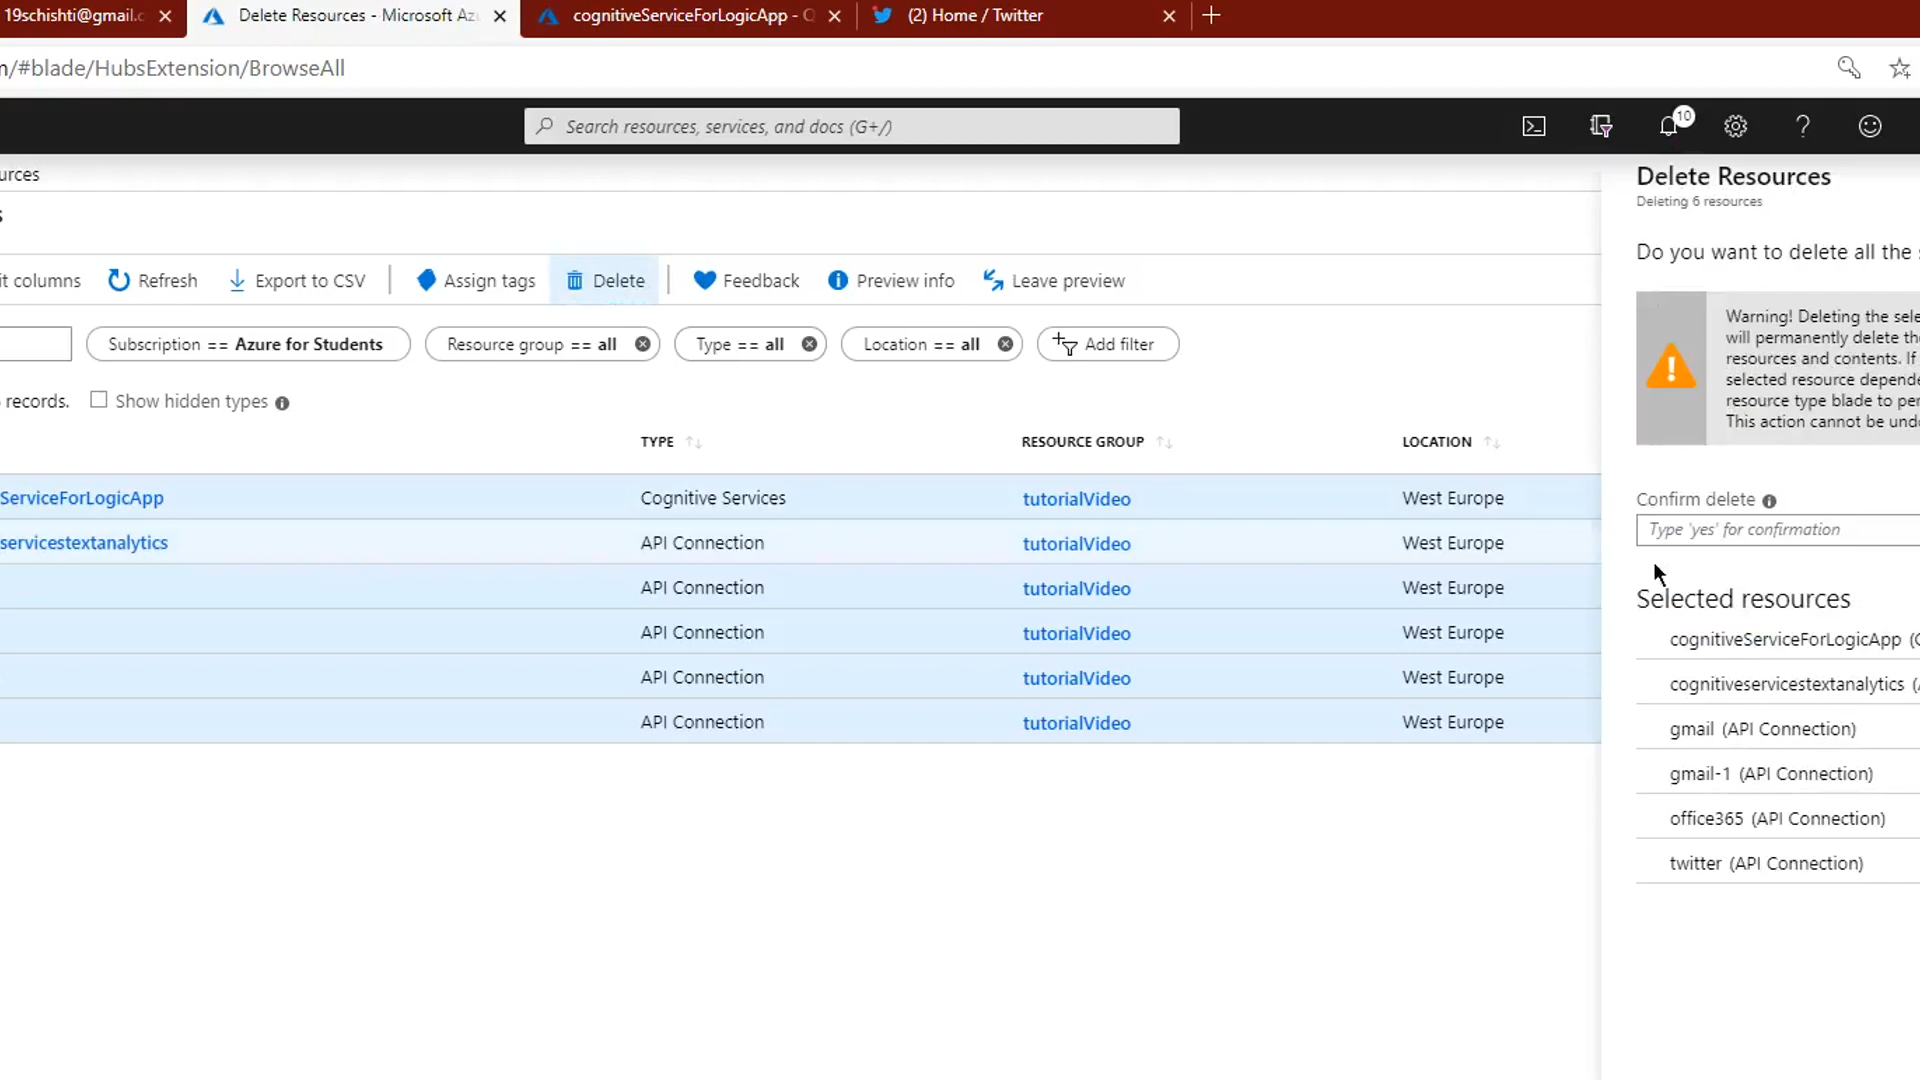 19schishti@gmail.c
Delete Resources - Microsoft Az
cognitiveServiceForLogicApp - Q
(2) Home / Twitter
/#blade/HubsExtension/BrowseAll
Search resources, services, and docs (G+/)
10
urces
Delete Resources
Deleting 6 resources
s
Do you want to delete all the s
it columns
Refresh
Export to CSV
Assign tags
Delete
Feedback
Preview info
Leave preview
Warning! Deleting the sele
will permanently delete the
resources and contents. If
selected resource depende
resource type blade to per
This action cannot be undo
Subscription == Azure for Students
Resource group == all
Type == all
Location == all
Add filter
records.
Show hidden types
TYPE
RESOURCE GROUP
LOCATION
ServiceForLogicApp
Cognitive Services
tutorialVideo
West Europe
servicestextanalytics
API Connection
tutorialVideo
West Europe
API Connection
tutorialVideo
West Europe
API Connection
tutorialVideo
West Europe
API Connection
tutorialVideo
West Europe
API Connection
tutorialVideo
West Europe
Confirm delete
Type 'yes' for confirmation
Selected resources
cognitiveServiceForLogicApp (C
cognitiveservicestextanalytics (A
gmail (API Connection)
gmail-1 (API Connection)
office365 (API Connection)
twitter (API Connection)